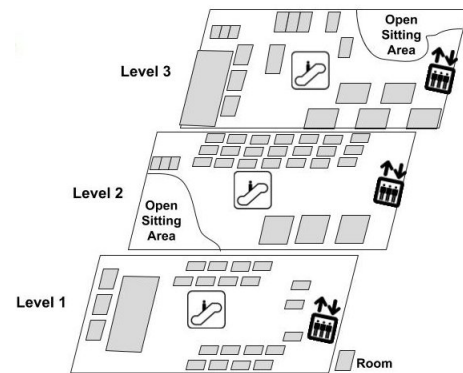 Open
Sitting
Area
Level 3
Level 2
Open
Sitting
Area
Level 1
Room